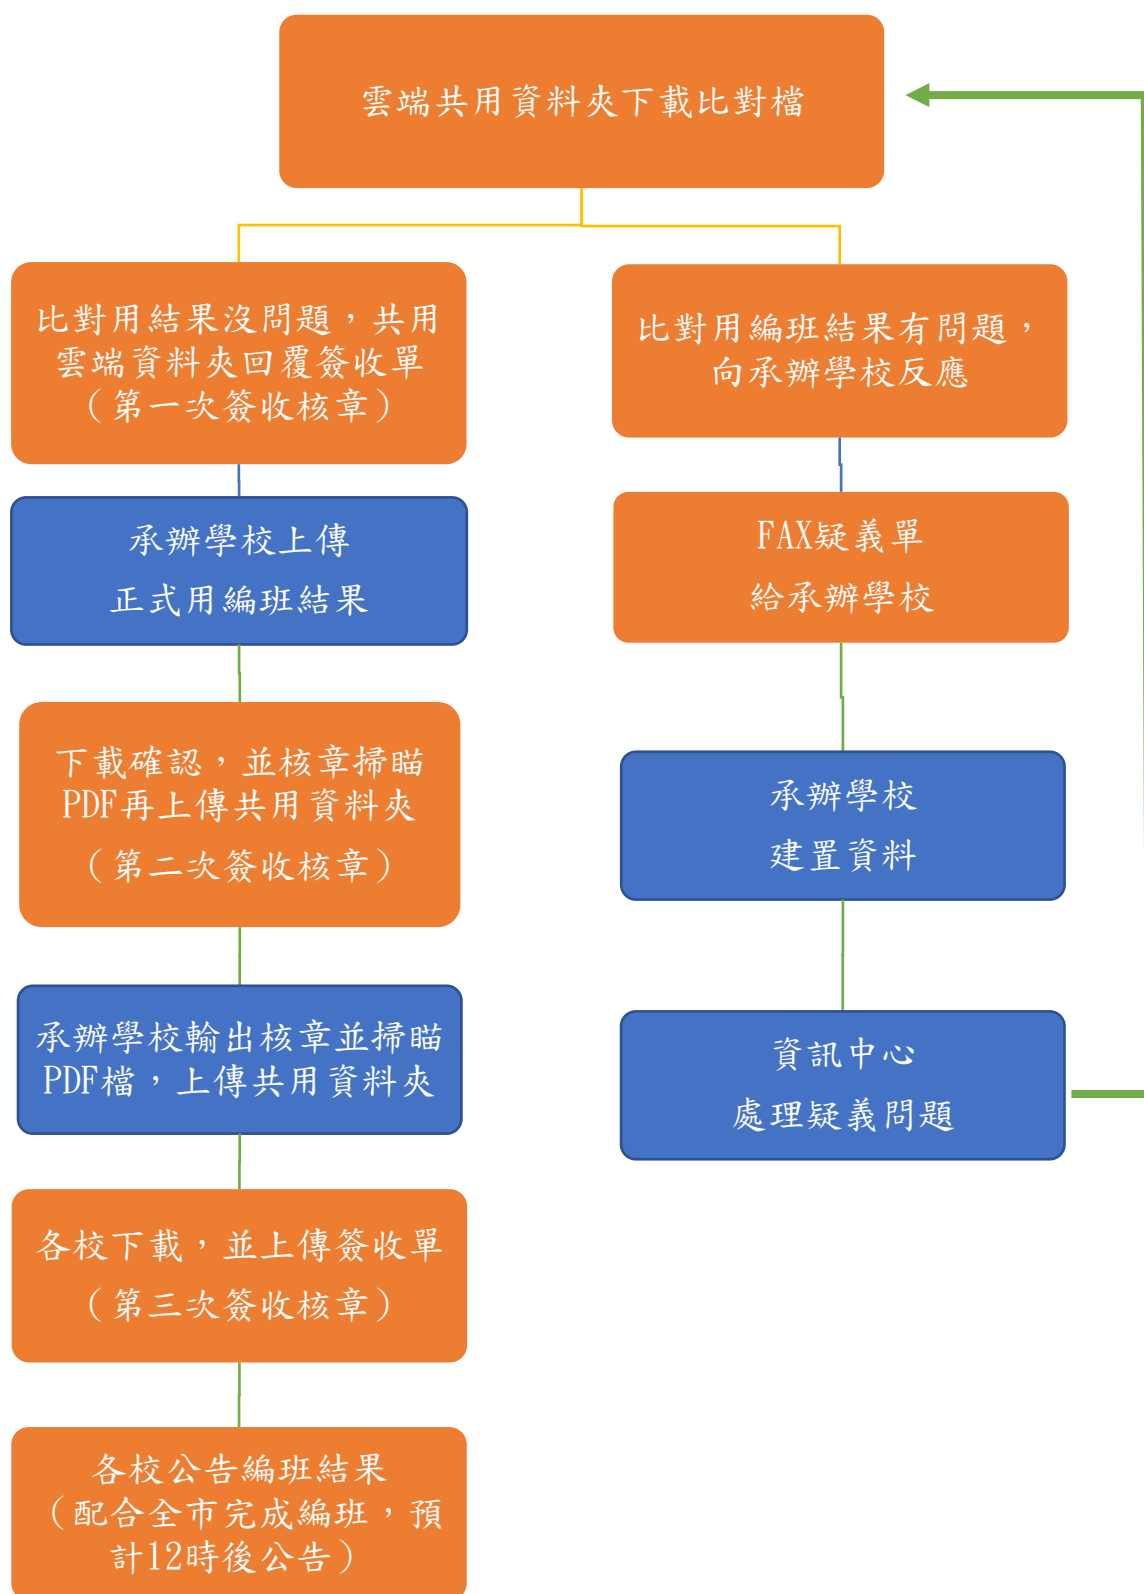 雲端共用資料夾下載比對檔
比對用結果沒問題，共用
雲端資料夾回覆簽收單
（第一次簽收核章）
承辦學校上傳
正式用編班結果
下載確認，並核章掃瞄
PDF再上傳共用資料夾
（第二次簽收核章）
承辦學校輸出核章並掃瞄
PDF檔，上傳共用資料夾
各校下載，並上傳簽收單
（第三次簽收核章）
各校公告編班結果
（配合全市完成編班，預
計12時後公告）
比對用編班結果有問題，
向承辦學校反應
FAX疑義單
給承辦學校
承辦學校
建置資料
資訊中心
處理疑義問題